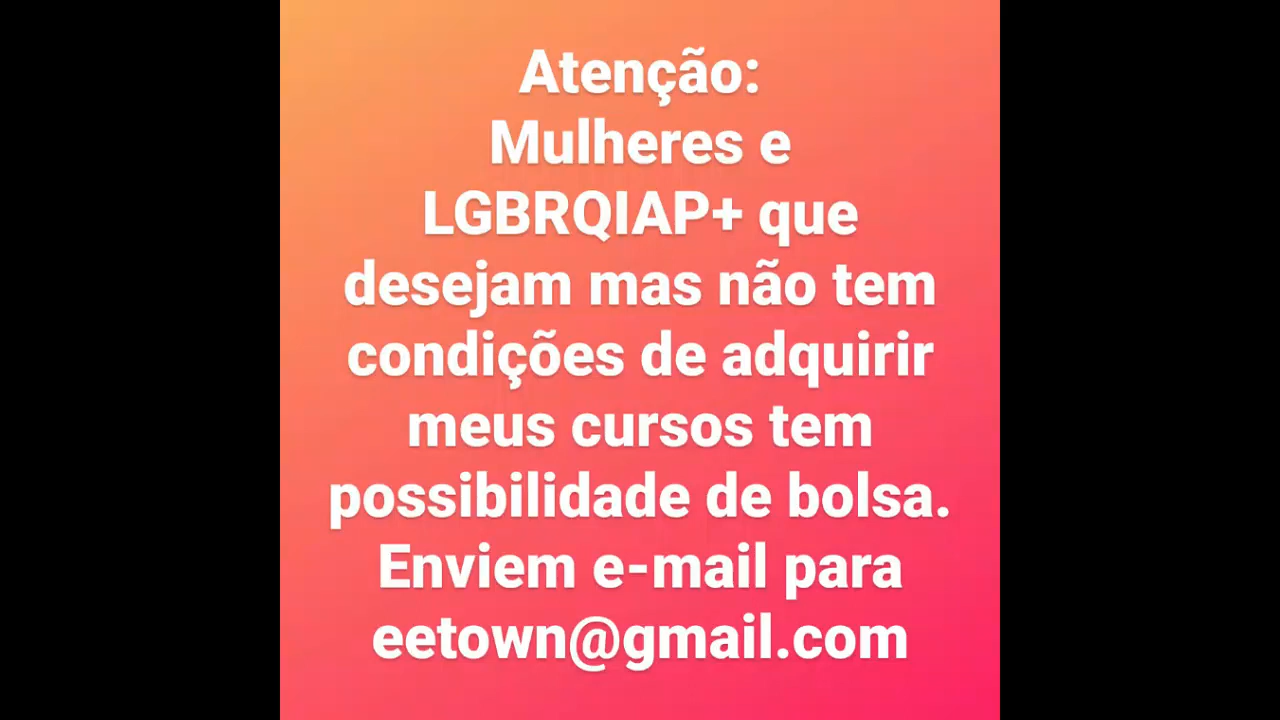 Atenção:
Mulheres e
LGBRQIAP+ que
desejam mas não tem
condições de adquirir
meus cursos tem
possibilidade de bolsa.
Enviem e-mail para
eetown@gmail.com